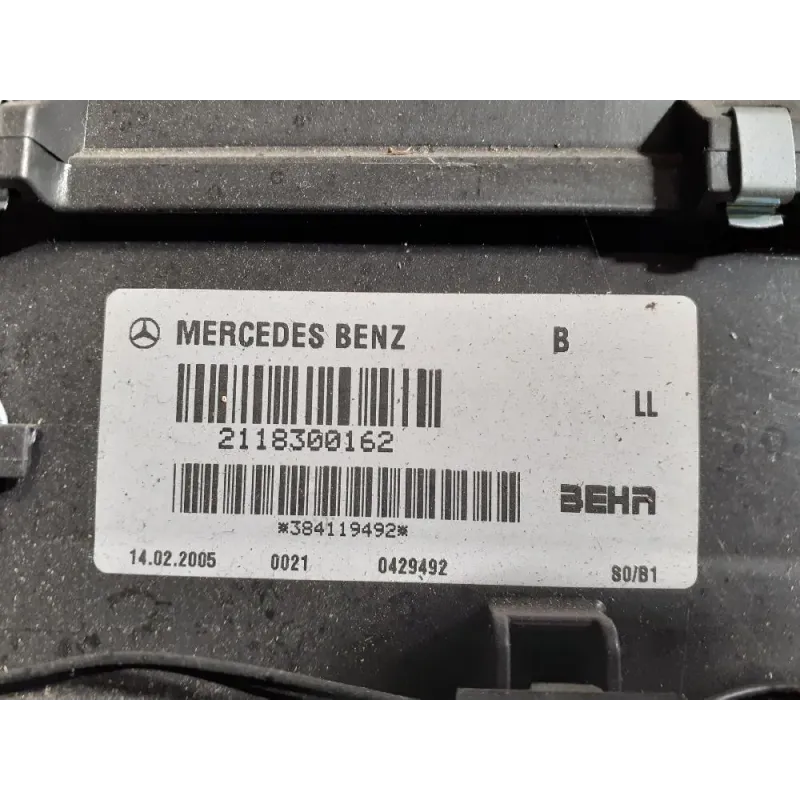 MERCEDES BENZ B
LL
2118300162
BEHR
*384119492*
14.02.2005 0021 0429492 S0/B1